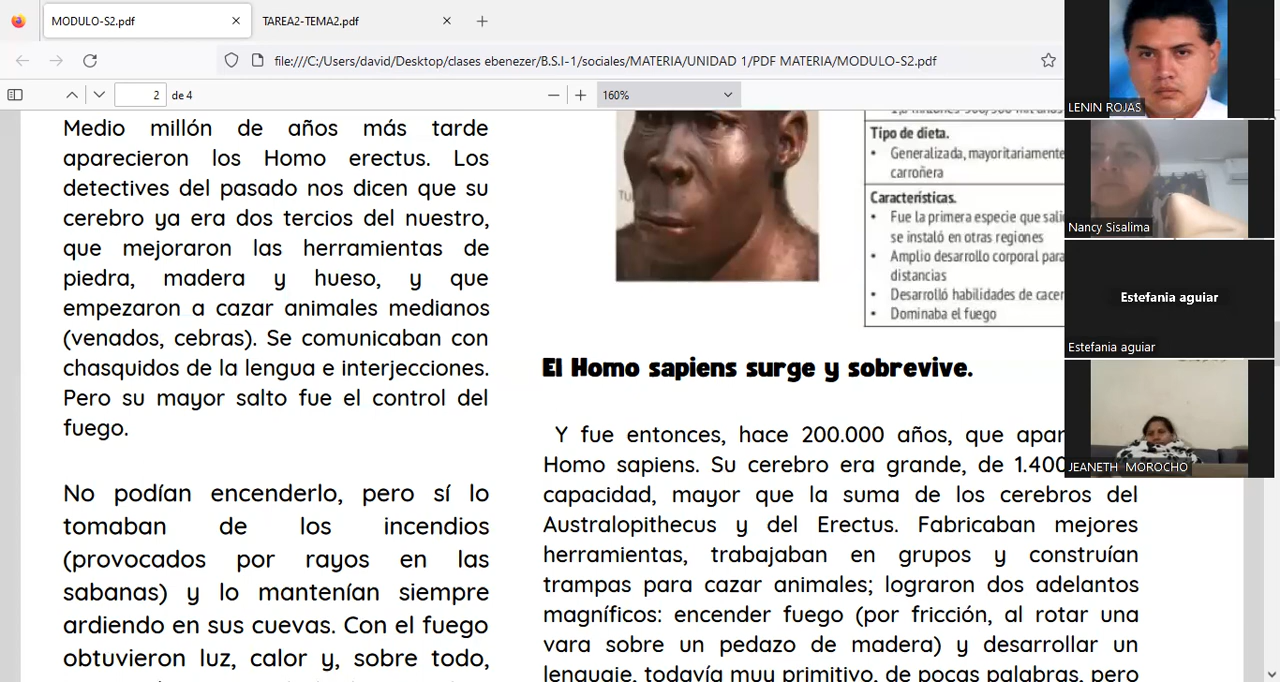 MODULO-S2.pdf
TAREA2-TEMA2.pdf
file:///C:/Users/david/Desktop/clases ebenezer/B.S.I-1/sociales/MATERIA/UNIDAD 1/PDF MATERIA/MODULO-S2.pdf
2 de 4
160%
Medio millón de años más tarde
aparecieron los Homo erectus. Los
detectives del pasado nos dicen que su
cerebro ya era dos tercios del nuestro,
que mejoraron las herramientas de
piedra, madera y hueso, y que
empezaron a cazar animales medianos
(venados, cebras). Se comunicaban con
chasquidos de la lengua e interjecciones.
Pero su mayor salto fue el control del
fuego.
No podían encenderlo, pero sí lo
tomaban de los incendios
(provocados por rayos en las
sabanas) y lo mantenían siempre
ardiendo en sus cuevas. Con el fuego
obtuvieron luz, calor y, sobre todo,
Tipo de dieta.
• Generalizada, mayoritariamente
carroñera
Características.
• Fue la primera especie que sali
se instaló en otras regiones
• Amplio desarrollo corporal para
distancias
• Desarrolló habilidades de cacer
• Dominaba el fuego
El Homo sapiens surge y sobrevive.
Y fue entonces, hace 200.000 años, que apar
Homo sapiens. Su cerebro era grande, de 1.400
capacidad, mayor que la suma de los cerebros del
Australopithecus y del Erectus. Fabricaban mejores
herramientas, trabajaban en grupos y construían
trampas para cazar animales; lograron dos adelantos
magníficos: encender fuego (por fricción, al rotar una
vara sobre un pedazo de madera) y desarrollar un
lenguaje, todavía muy primitivo, de pocas palabras, pero
LENIN ROJAS
Nancy Sisalima
Estefania aguiar
Estefania aguiar
JEANETH MOROCHO